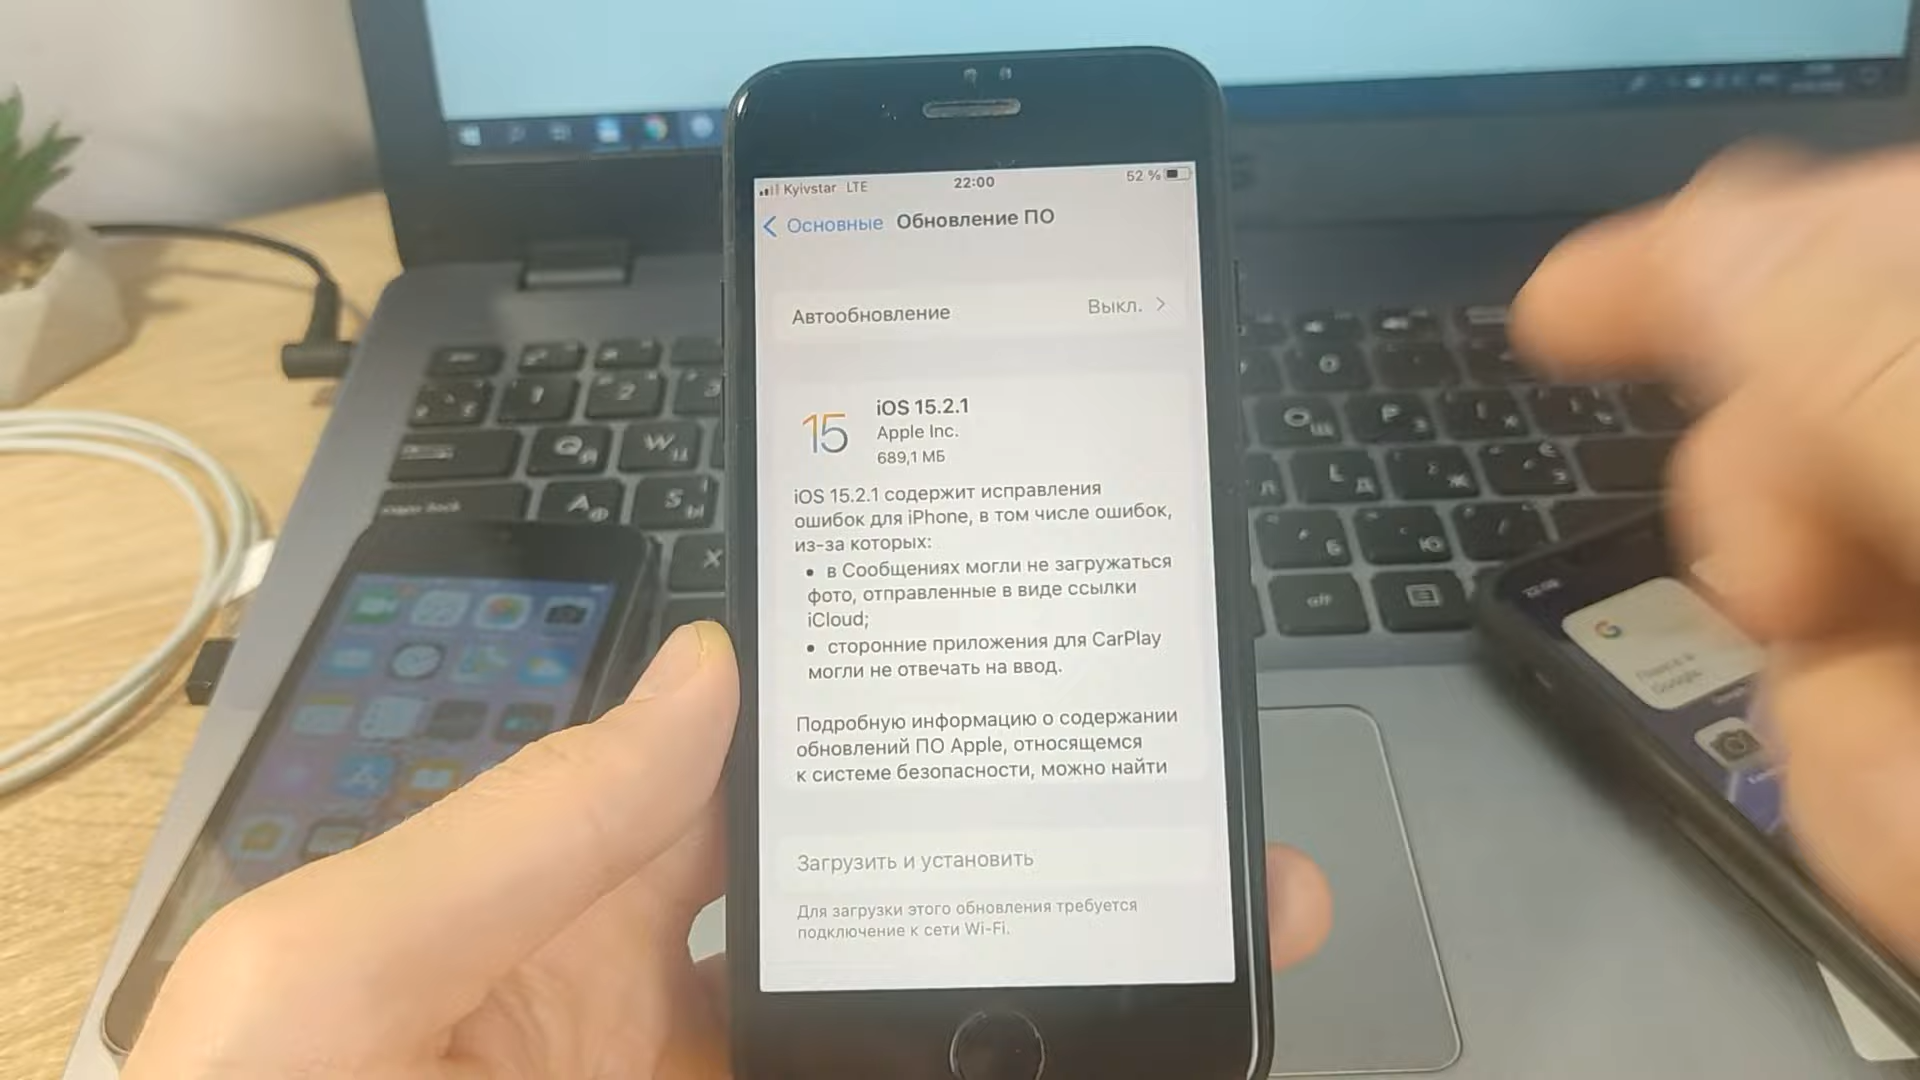 Kyivstar LTE 22:00 52 %
Основные Обновление ПО
Автообновление Выкл.
15
iOS 15.2.1
Apple Inc.
689,1 МБ
iOS 15.2.1 содержит исправления
ошибок для iPhone, в том числе ошибок,
из-за которых:
• в Сообщениях могли не загружаться
фото, отправленные в виде ссылки
iCloud;
• сторонние приложения для CarPlay
могли не отвечать на ввод.
Подробную информацию о содержании
обновлений ПО Apple, относящемся
к системе безопасности, можно найти
Загрузить и установить
Для загрузки этого обновления требуется
подключение к сети Wi-Fi.